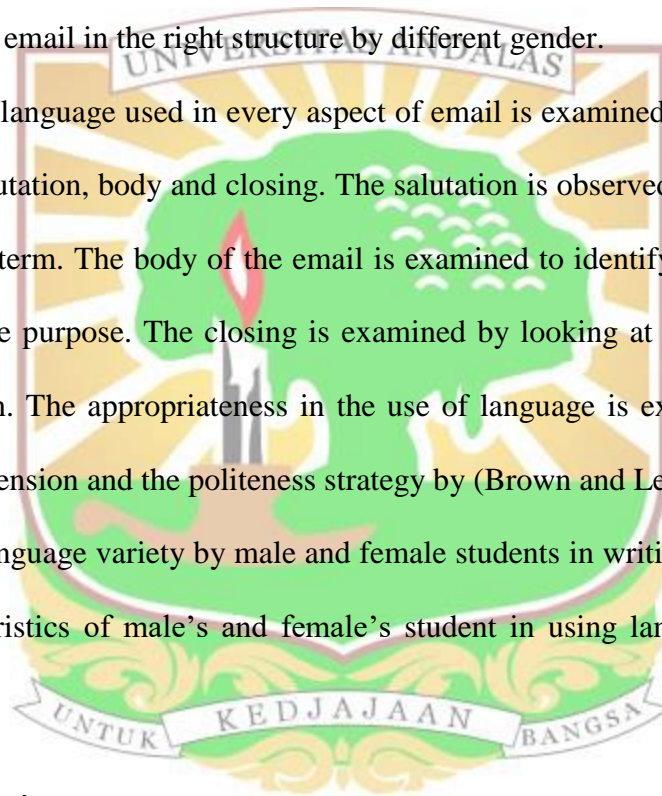 email in the right structure by different gender.
UNIVERSITAS ANDALAS
language used in every aspect of email is examined
utation, body and closing. The salutation is observed
term. The body of the email is examined to identify
e purpose. The closing is examined by looking at
n. The appropriateness in the use of language is ex
ension and the politeness strategy by (Brown and Le
nguage variety by male and female students in writi
ristics of male's and female's student in using lan
UNTUK KEDJAJAAN BANGSA